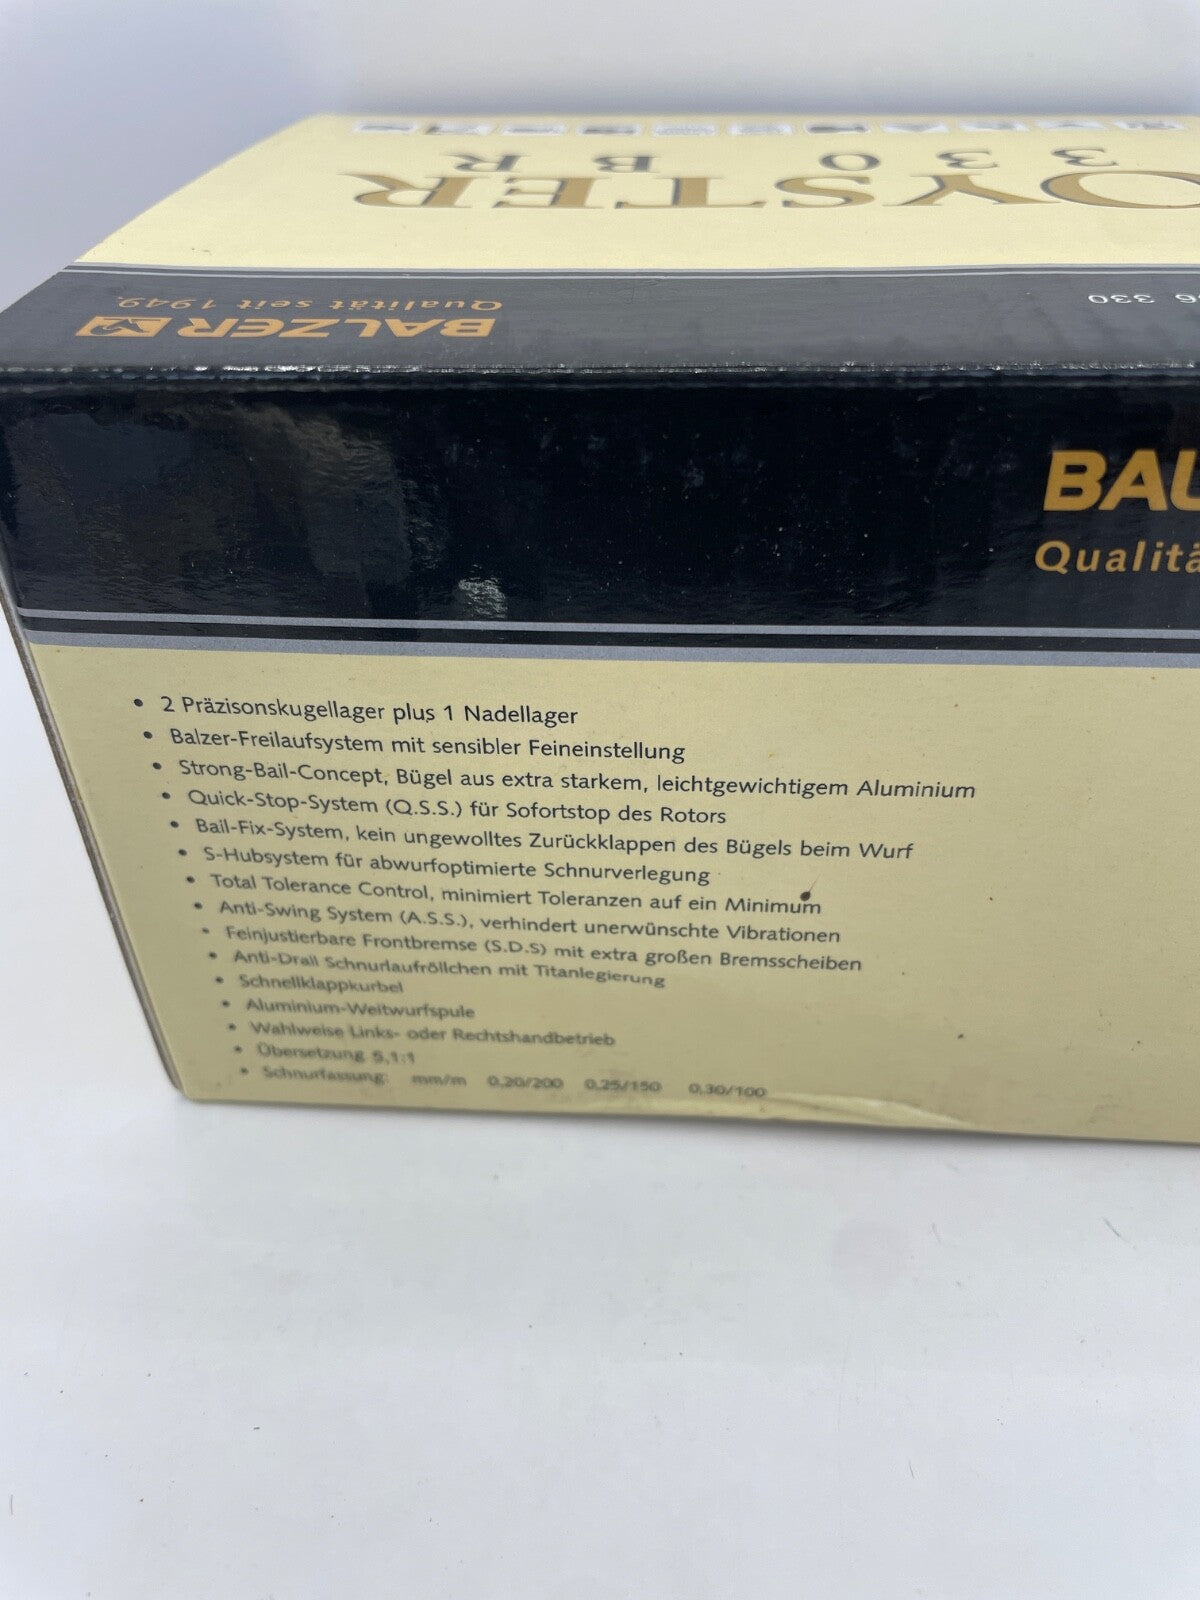 OYSTER
330 BR
BALZER
Qualität seit 1949.
6 330
BAL
Qualitä
• 2 Präzisonskugellager plus 1 Nadellager
• Balzer-Freilaufsystem mit sensibler Feineinstellung
• Strong-Bail-Concept, Bügel aus extra starkem, leichtgewichtigem Aluminium
• Quick-Stop-System (Q.S.S.) für Sofortstop des Rotors
• Bail-Fix-System, kein ungewolltes Zurückklappen des Bügels beim Wurf
• S-Hubsystem für abwurfoptimierte Schnurverlegung
• Total Tolerance Control, minimiert Toleranzen auf ein Minimum
• Anti-Swing System (A.S.S.), verhindert unerwünschte Vibrationen
• Feinjustierbare Frontbremse (S.D.S) mit extra großen Bremsscheiben
• Anti-Drall Schnurlaufröllchen mit Titanlegierung
• Schnellklappkurbel
• Aluminium-Weitwurfspule
• Wahlweise Links- oder Rechtshandbetrieb
• Übersetzung 5,1:1
• Schnurfassung: mm/m 0,20/200 0,25/150 0,30/100